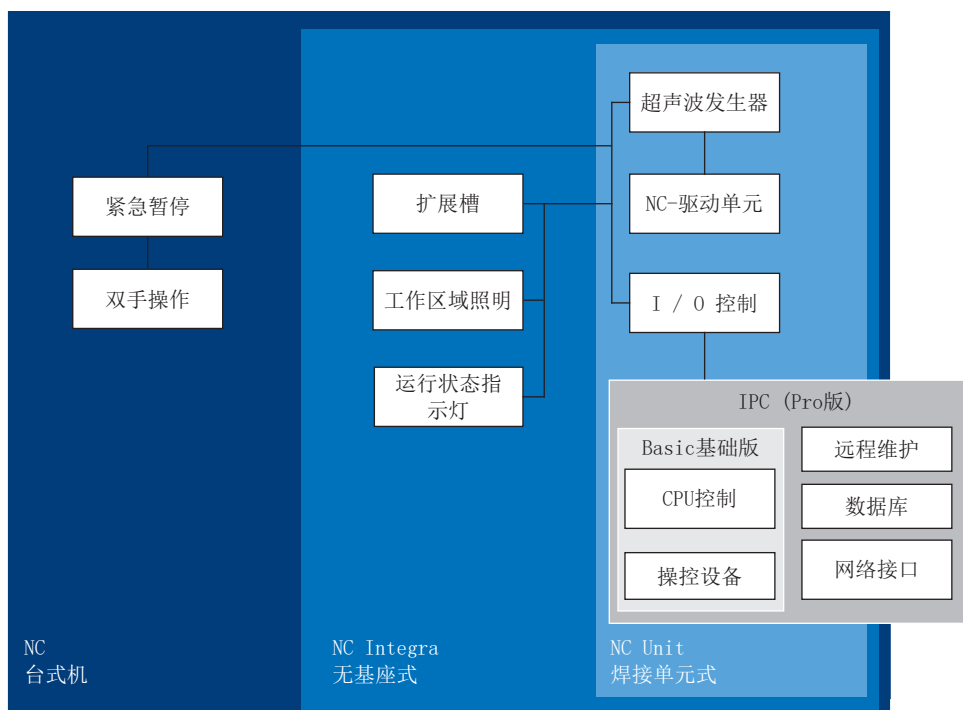 超声波发生器
紧急暂停
扩展槽
NC-驱动单元
双手操作
工作区域照明
I / O 控制
运行状态指
示灯
IPC (Pro版)
Basic基础版
远程维护
CPU控制
数据库
操控设备
网络接口
NC
台式机
NC Integra
无基座式
NC Unit
焊接单元式